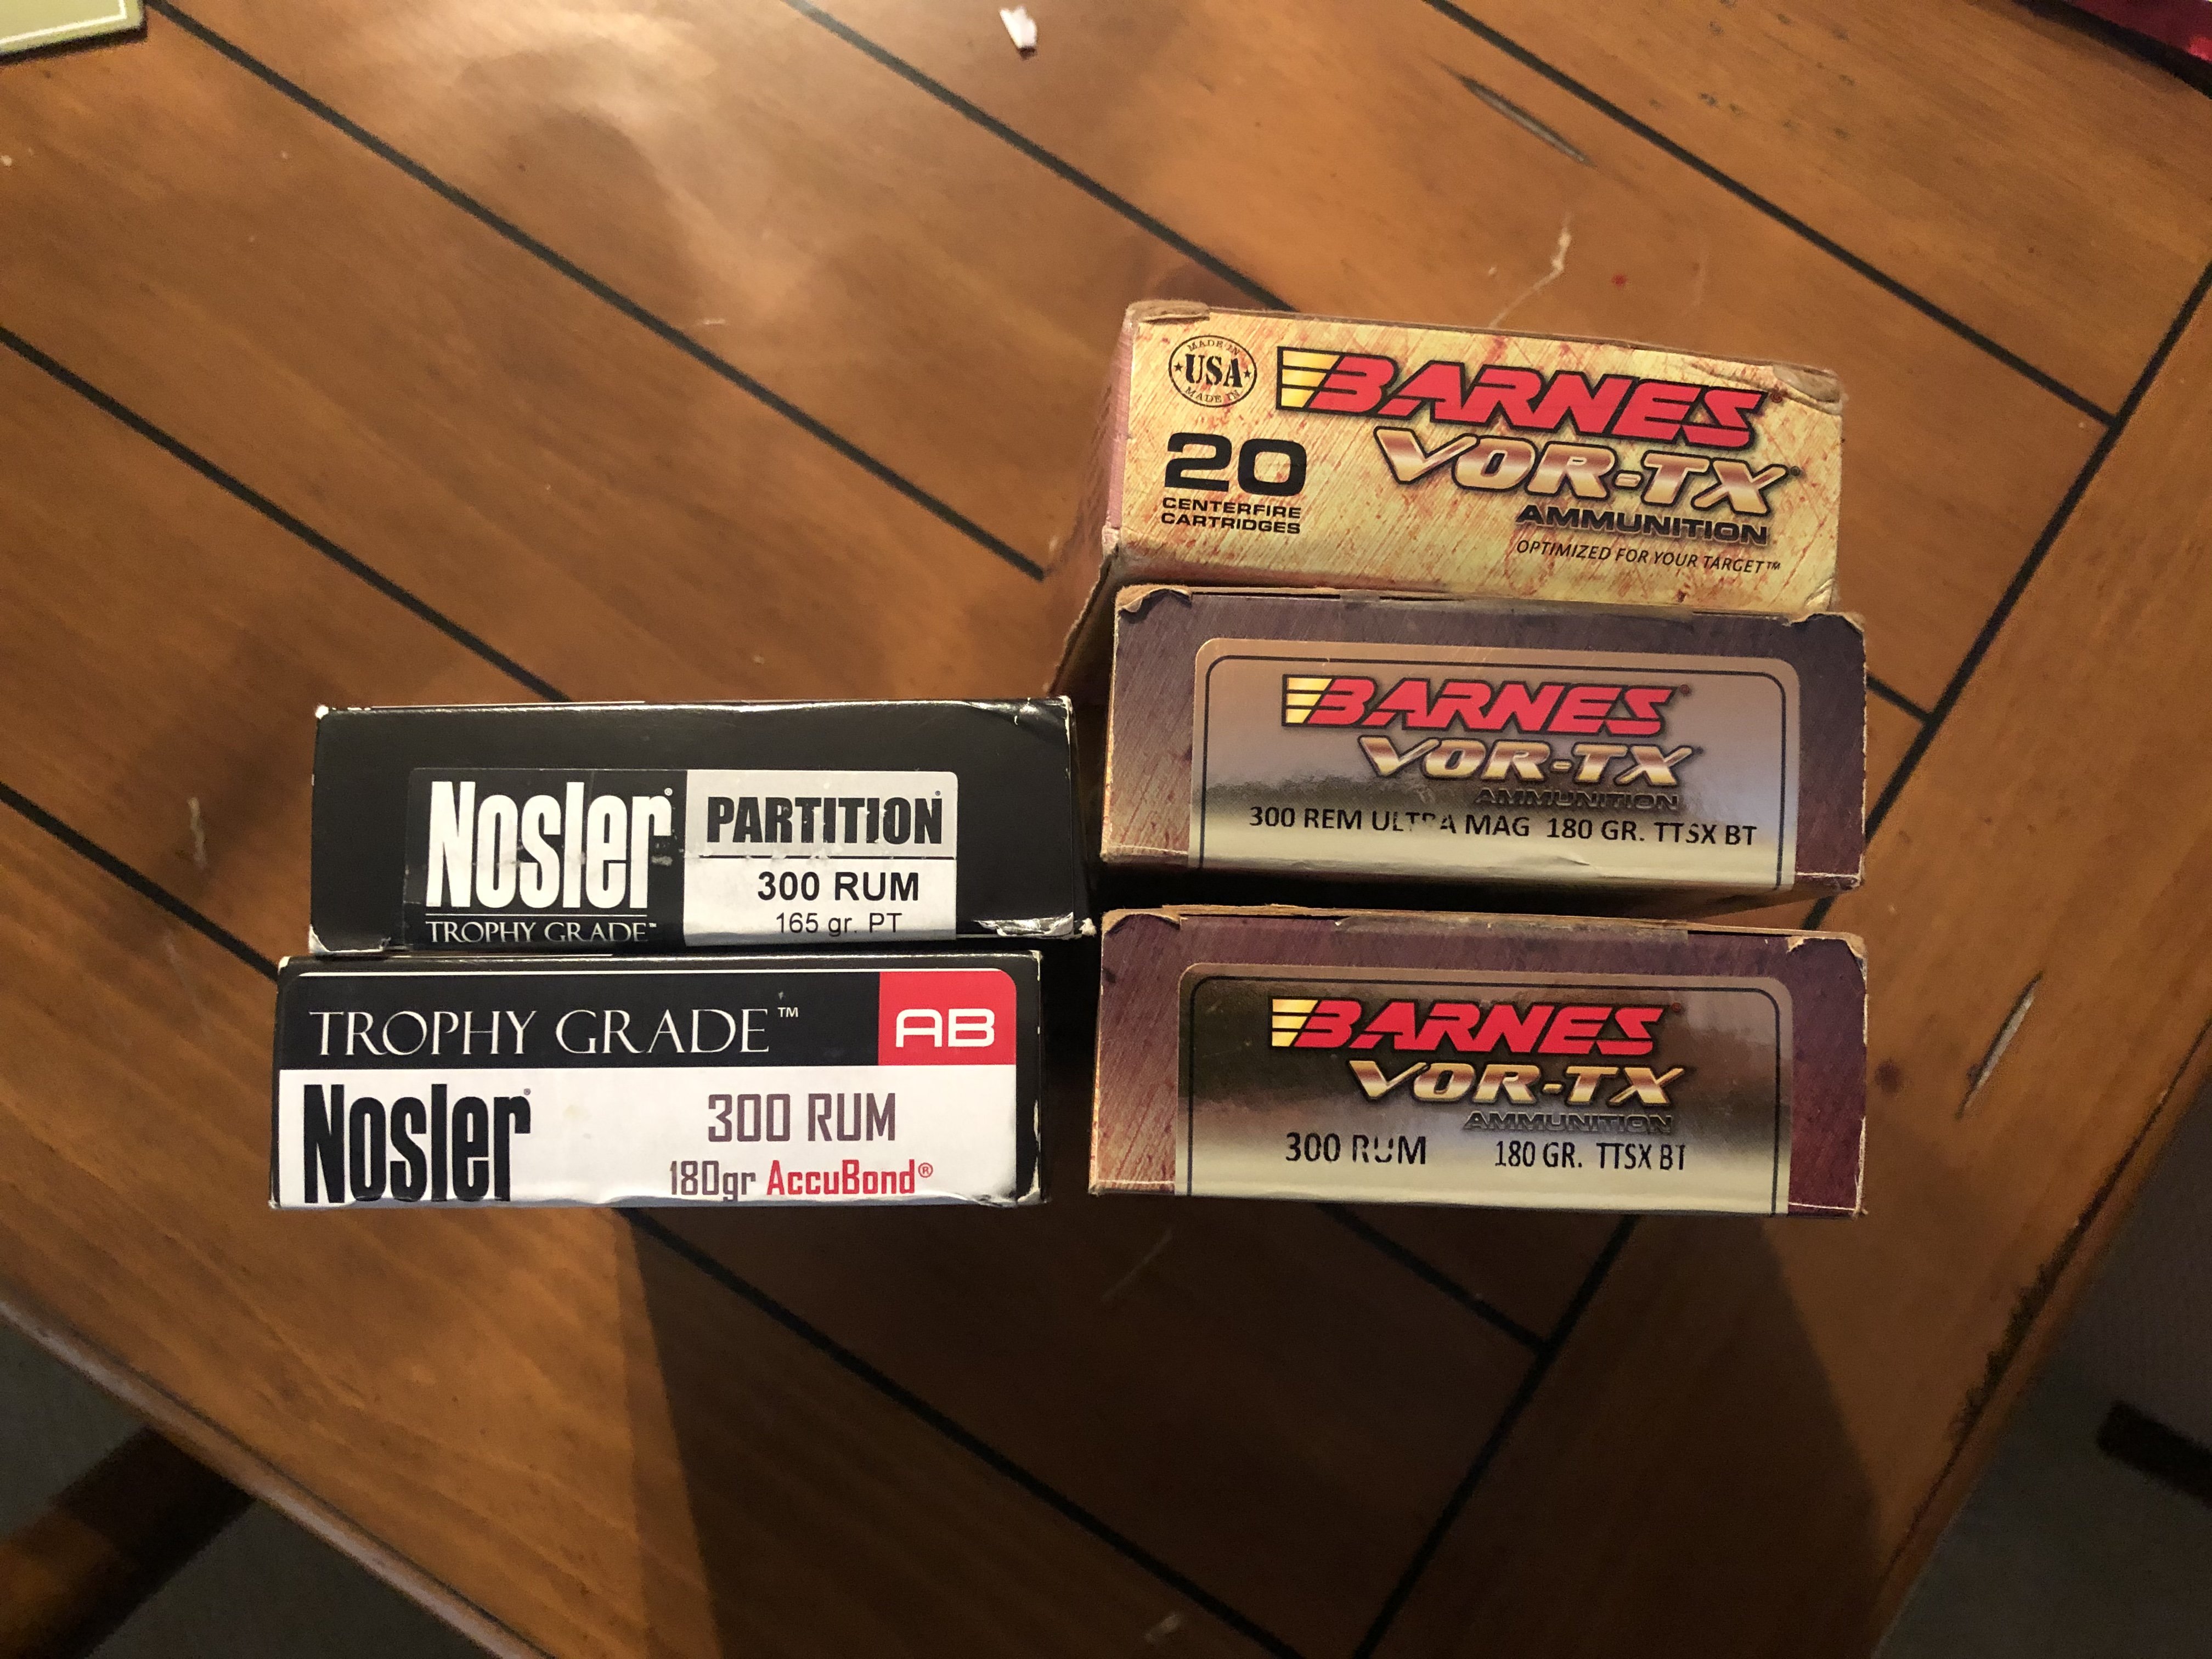 MADE IN
USA
MADE IN
BARNES®
VOR-TX®
AMMUNITION
OPTIMIZED FOR YOUR TARGET™
20
CENTERFIRE
CARTRIDGES
BARNES®
VOR-TX®
AMMUNITION
300 REM ULTRA MAG 180 GR. TTSX BT
Nosler®
TROPHY GRADE™
PARTITION®
300 RUM
165 gr. PT
TROPHY GRADE™ AB
Nosler®
300 RUM
180gr AccuBond®
BARNES®
VOR-TX®
AMMUNITION
300 RUM 180 GR. TTSX BT